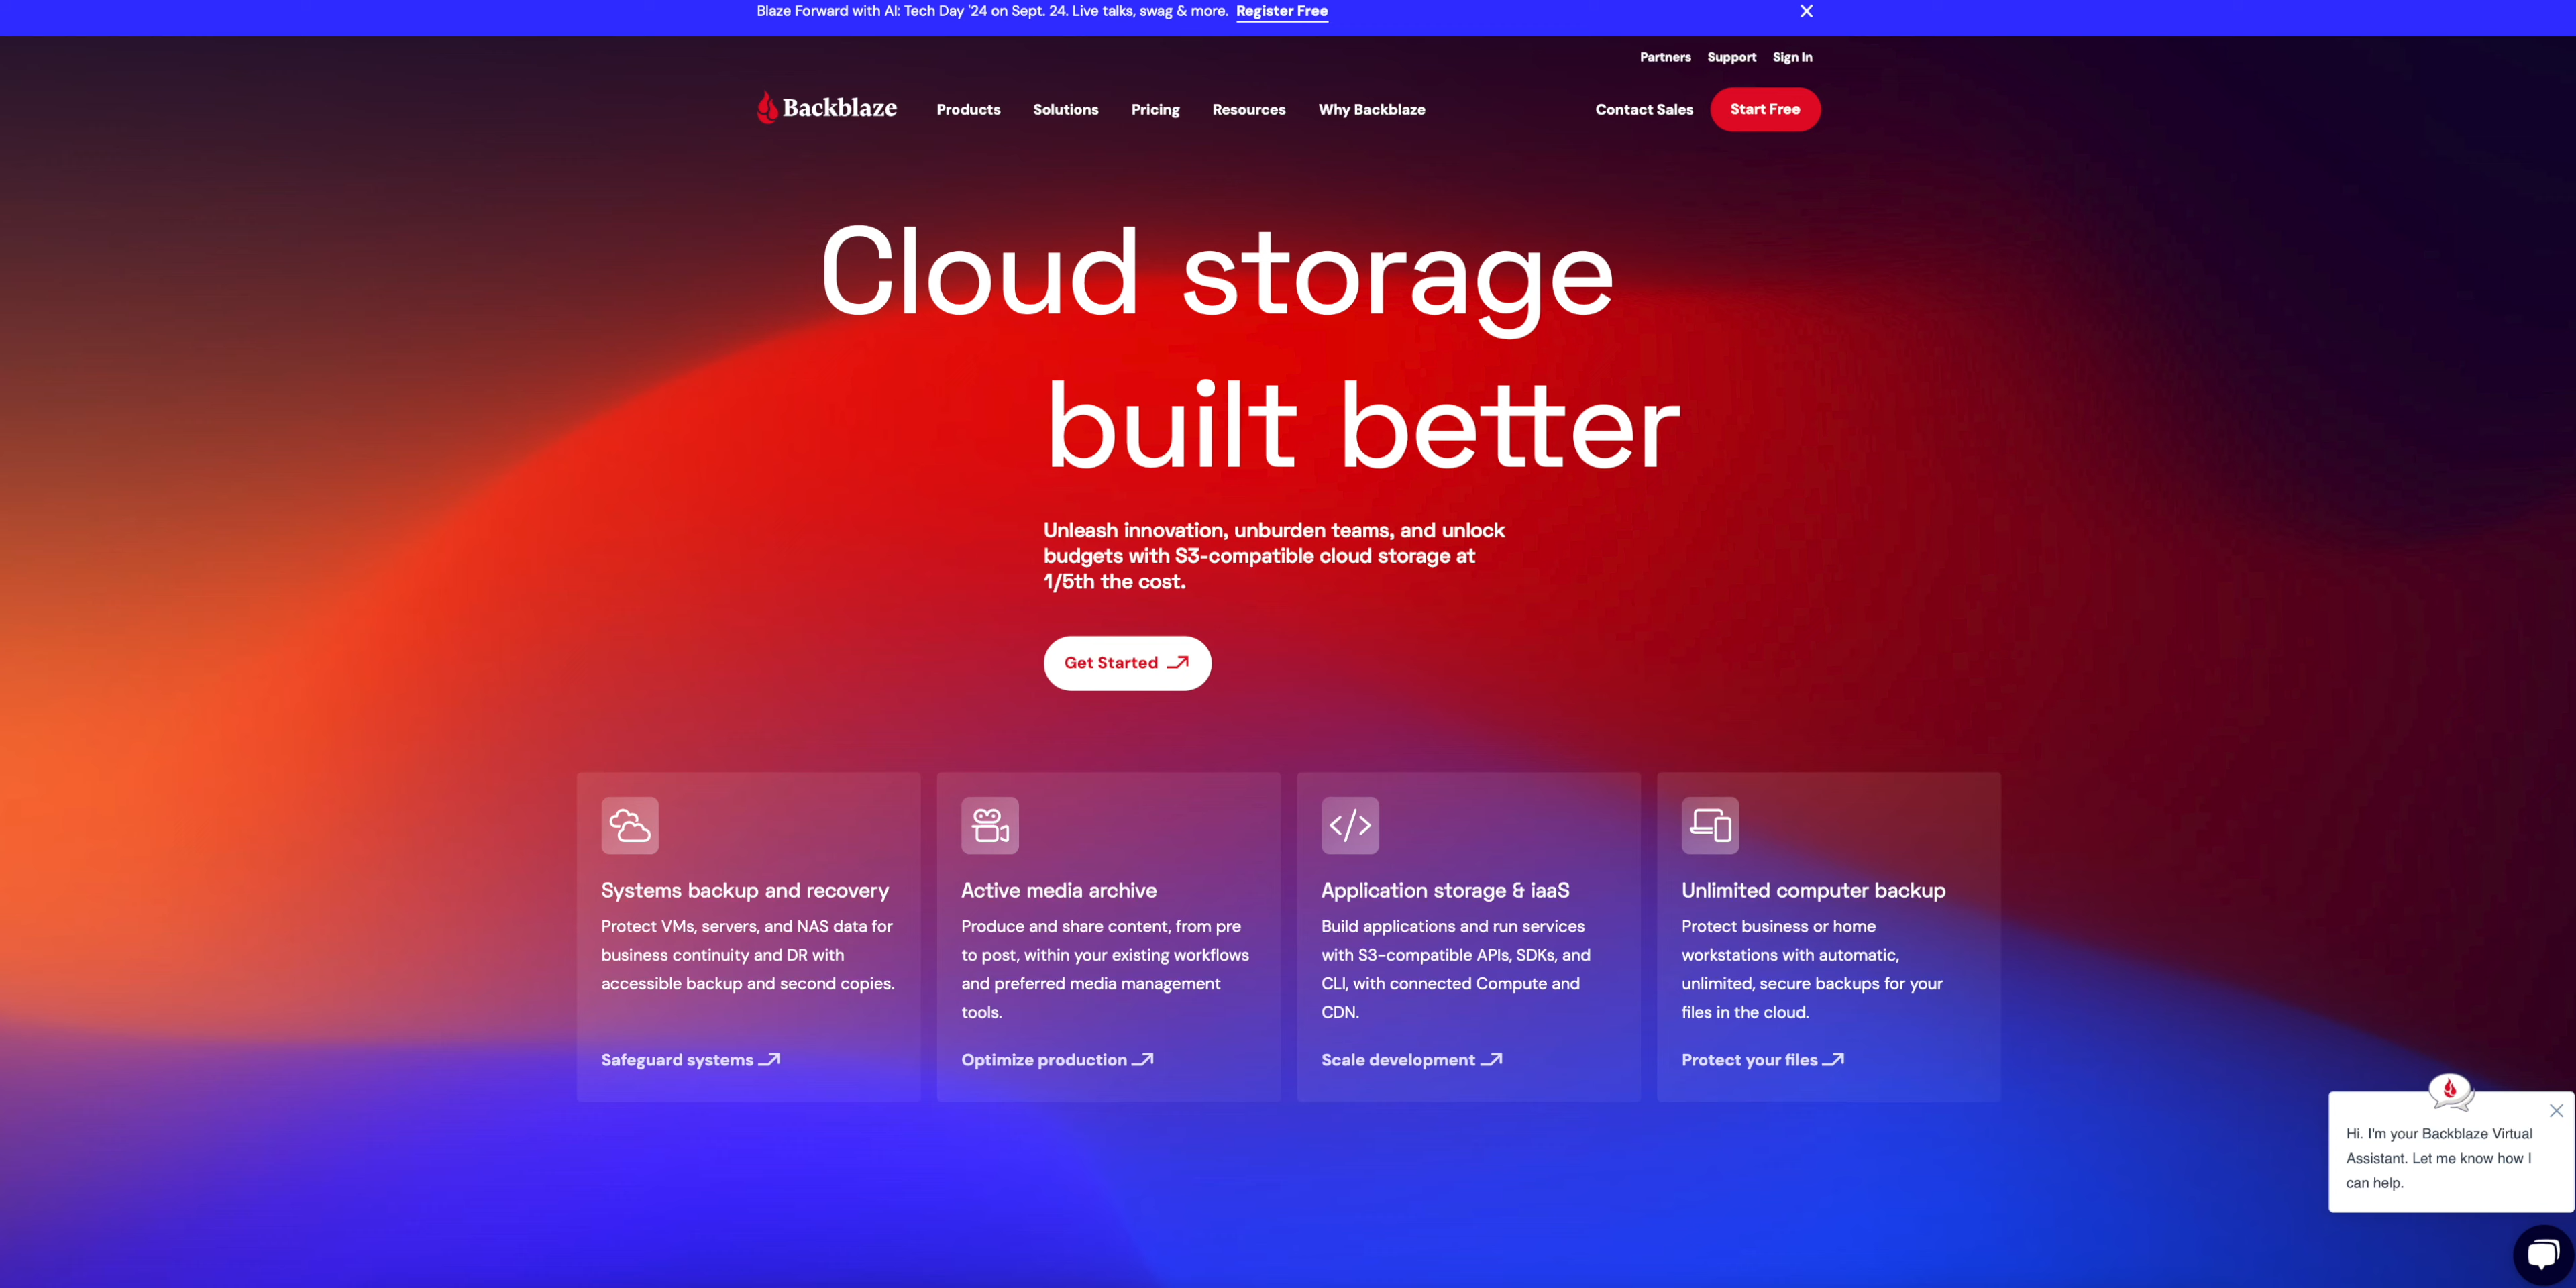 Blaze Forward with AI: Tech Day '24 on Sept. 24. Live talks, swag & more. Register Free
Partners Support Sign In
Backblaze Products Solutions Pricing Resources Why Backblaze Contact Sales Start Free
Cloud storage
built better
Unleash innovation, unburden teams, and unlock
budgets with S3-compatible cloud storage at
1/5th the cost.
Get Started
Systems backup and recovery
Protect VMs, servers, and NAS data for
business continuity and DR with
accessible backup and second copies.
Safeguard systems
Active media archive
Produce and share content, from pre
to post, within your existing workflows
and preferred media management
tools.
Optimize production
Application storage & iaaS
Build applications and run services
with S3-compatible APIs, SDKs, and
CLI, with connected Compute and
CDN.
Scale development
Unlimited computer backup
Protect business or home
workstations with automatic,
unlimited, secure backups for your
files in the cloud.
Protect your files
Hi. I'm your Backblaze Virtual
Assistant. Let me know how I
can help.